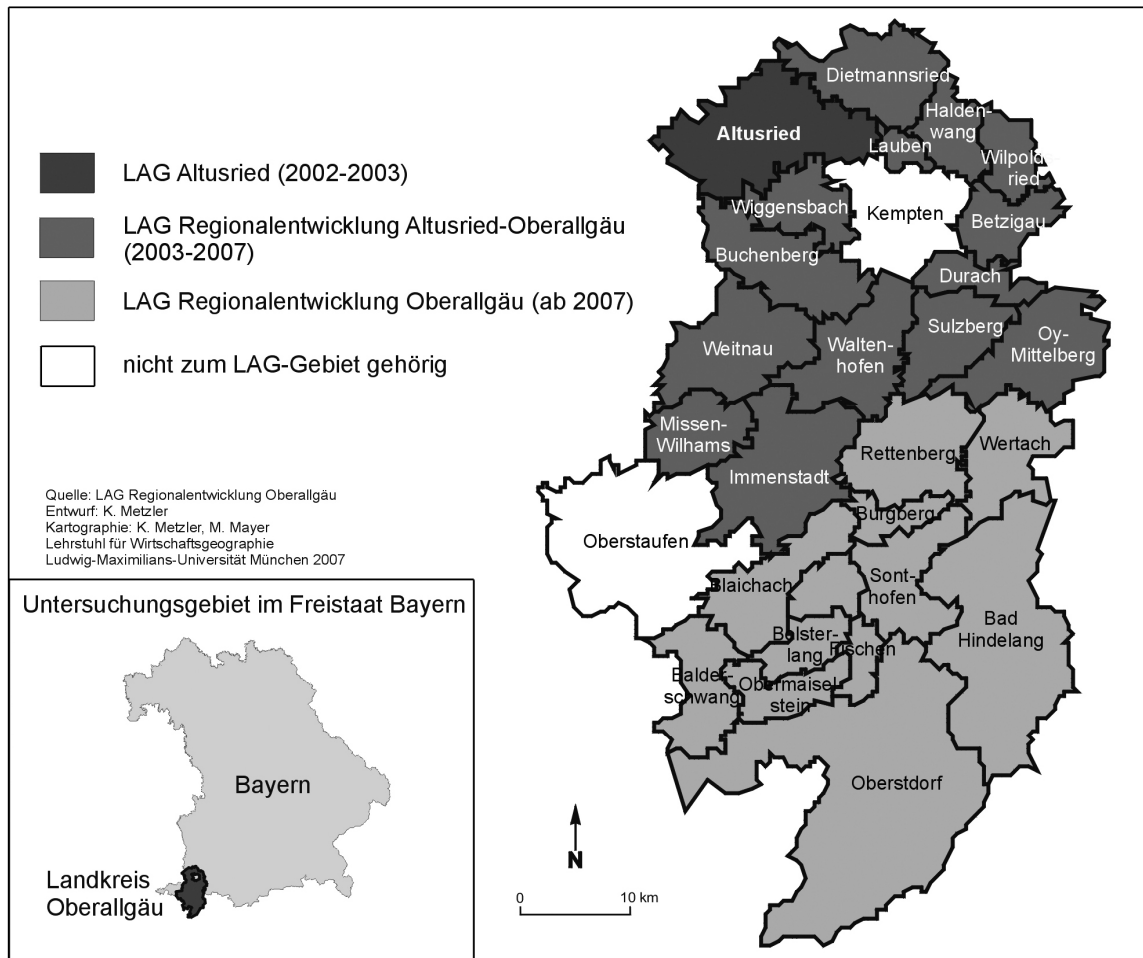 LAG Altusried (2002-2003)
LAG Regionalentwicklung Altusried-Oberallgäu
(2003-2007)
LAG Regionalentwicklung Oberallgäu (ab 2007)
nicht zum LAG-Gebiet gehörig
Quelle: LAG Regionalentwicklung Oberallgäu
Entwurf: K. Metzler
Kartographie: K. Metzler, M. Mayer
Lehrstuhl für Wirtschaftsgeographie
Ludwig-Maximilians-Universität München 2007
Untersuchungsgebiet im Freistaat Bayern
Bayern
Landkreis
Oberallgäu
Dietmannsried
Altusried
Halden-
wang
Lauben
Wilpolds-
ried
Wiggensbach
Kempten
Betzigau
Buchenberg
Durach
Sulzberg
Oy-
Mittelberg
Weitnau
Walten-
hofen
Missen-
Wilhams
Immenstadt
Rettenberg
Wertach
Burgberg
Oberstaufen
Blaichach
Sont-
hofen
Bad
Hindelang
Bolster-
lang
Fischen
Balder-
schwang
Obermaisel-
stein
Oberstdorf
N
0 10 km